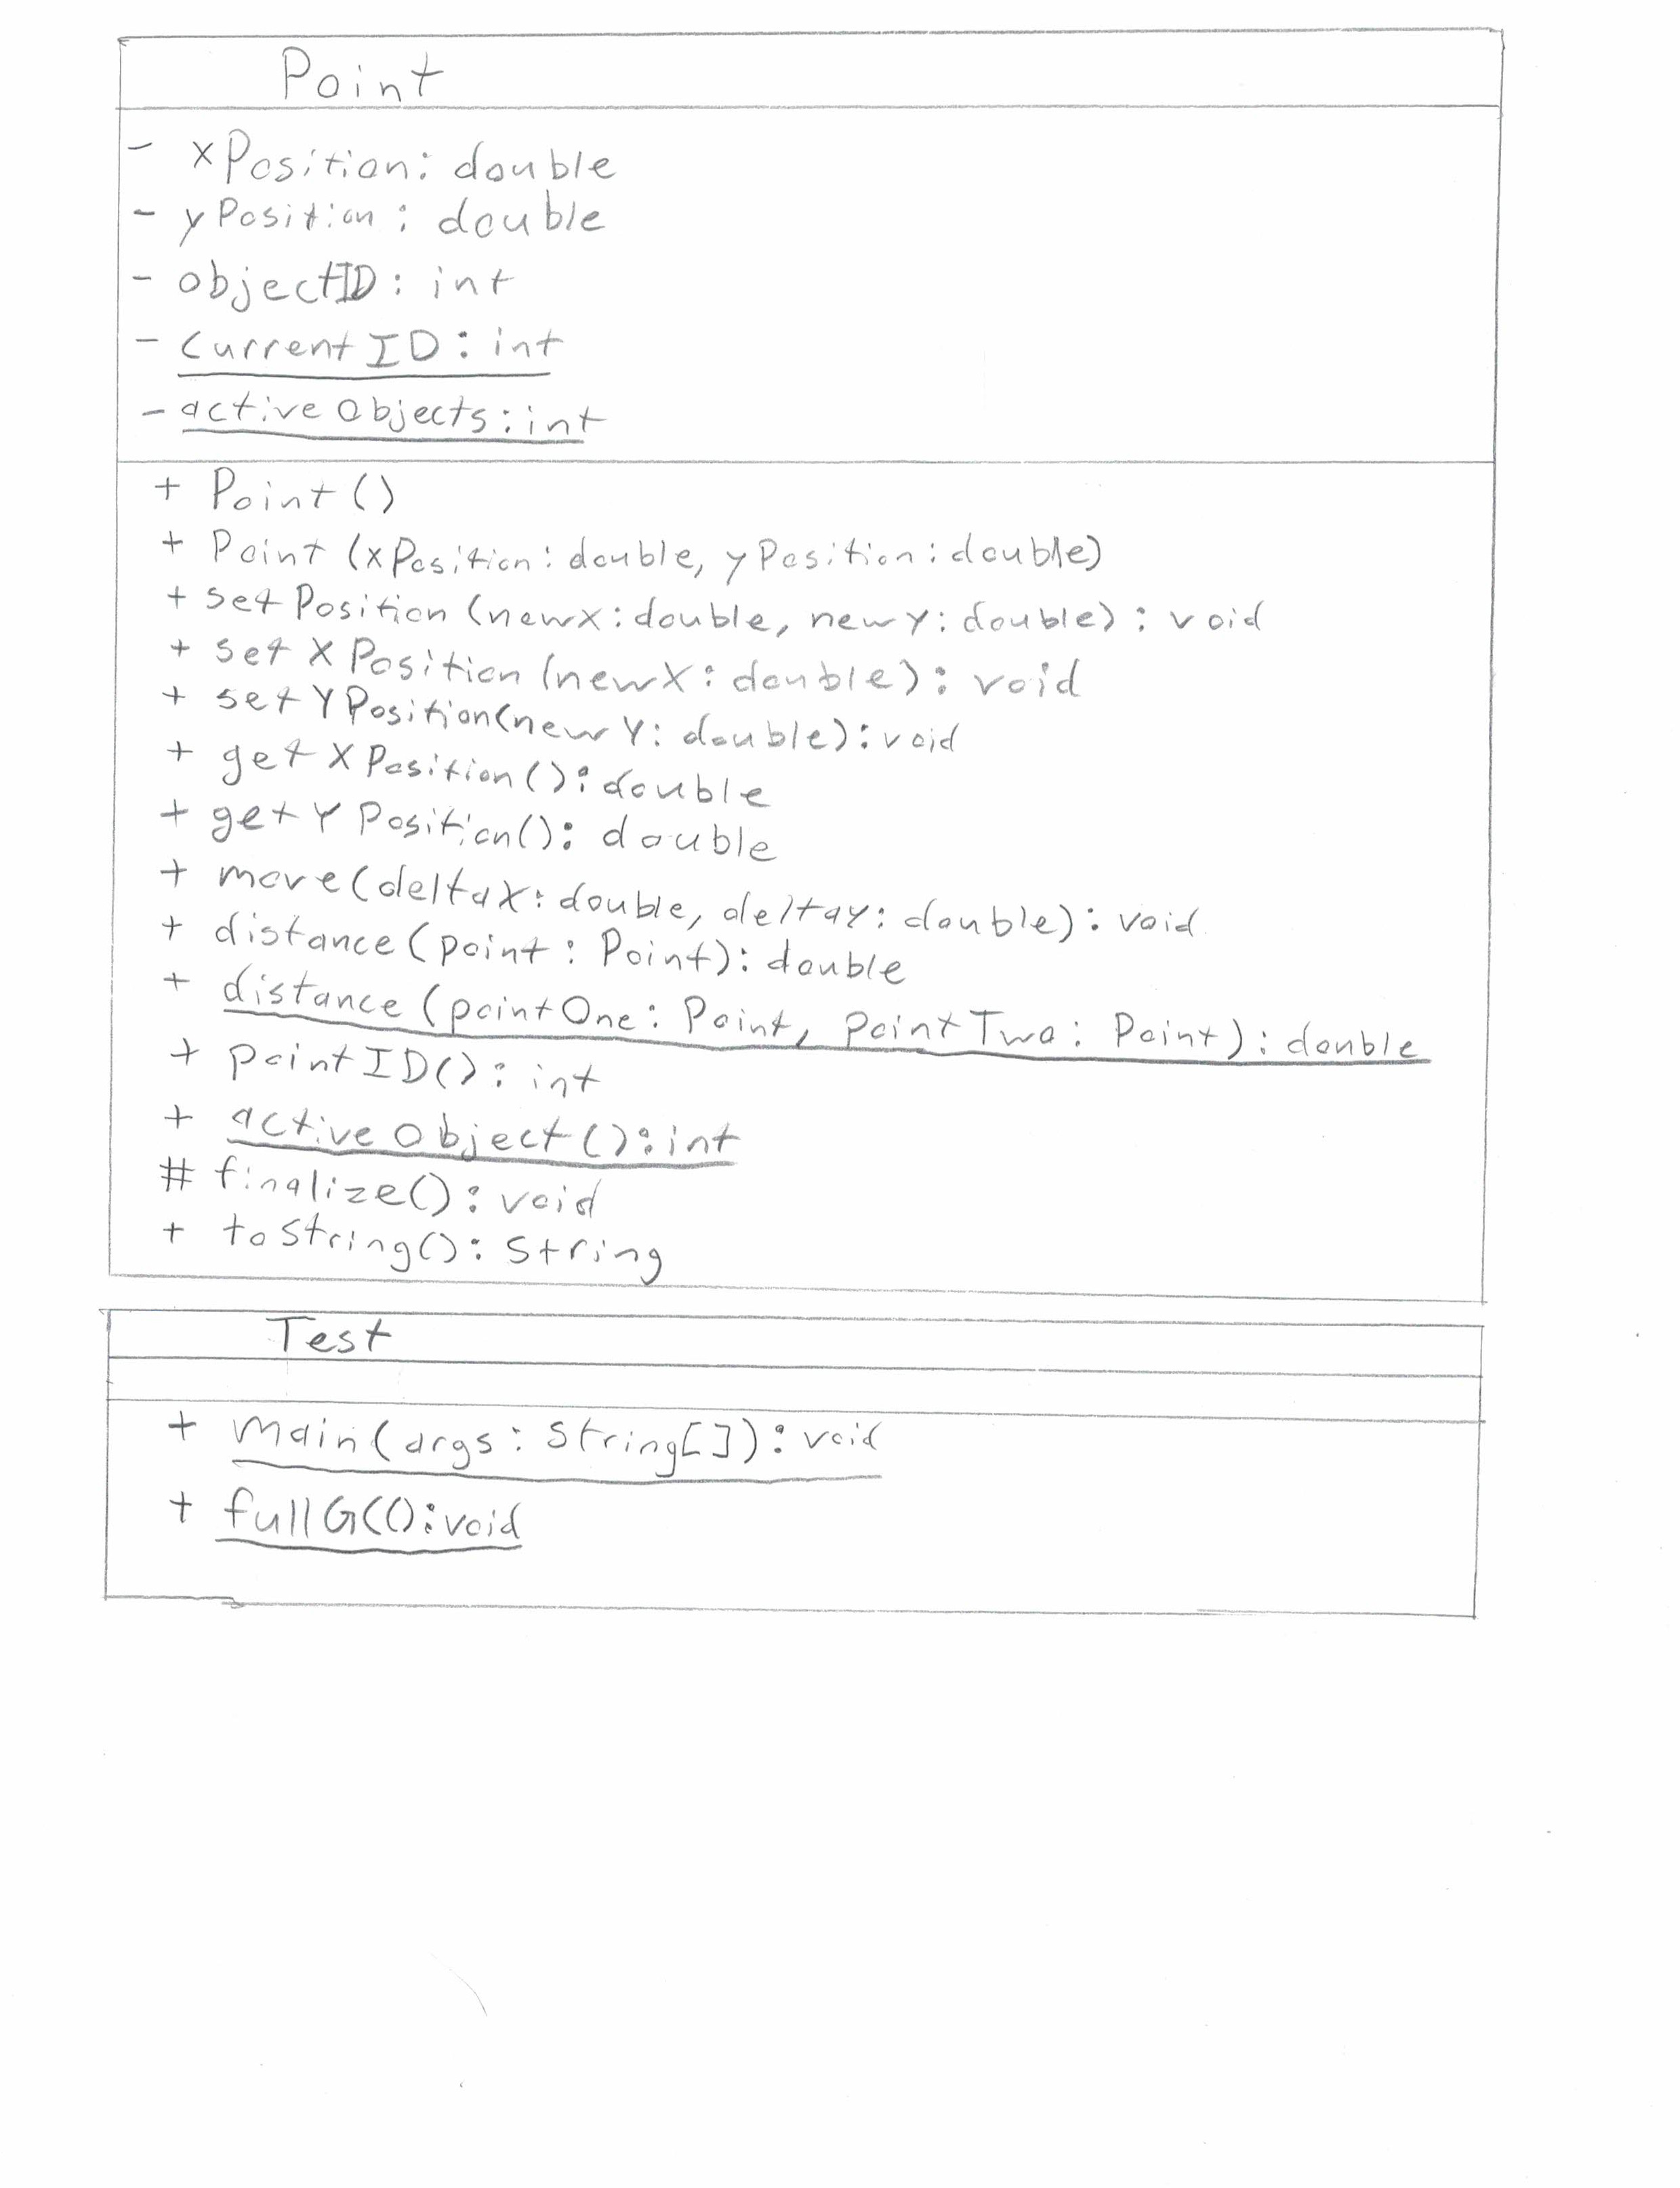 Point
- xPosition: double
- yPosition: double
- objectID: int
- currentID: int
- activeObjects: int
+ Point()
+ Point (xPosition: double, yPosition: double)
+ setPosition (newX: double, newY: double): void
+ setXPosition (newX: double): void
+ setYPosition(newY: double): void
+ getXPosition(): double
+ getYPosition(): double
+ move(deltaX: double, deltaY: double): void
+ distance (point: Point): double
+ distance (pointOne: Point, pointTwo: Point): double
+ pointID(): int
+ activeObject(): int
# finalize(): void
+ toString(): String
Test
+ main(args: String[]): void
+ fullGC(): void